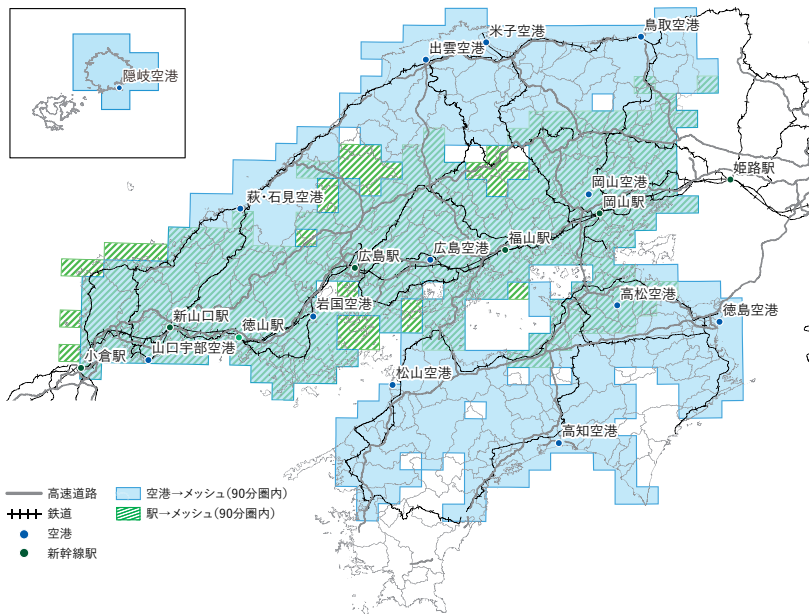 米子空港
鳥取空港
出雲空港
隠岐空港
姫路駅
岡山空港
萩・石見空港
岡山駅
福山駅
広島駅
広島空港
岩国空港
高松空港
徳島空港
新山口駅
徳山駅
山口宇部空港
小倉駅
松山空港
高知空港
高速道路
空港→メッシュ（90分圏内）
鉄道
駅→メッシュ（90分圏内）
空港
新幹線駅